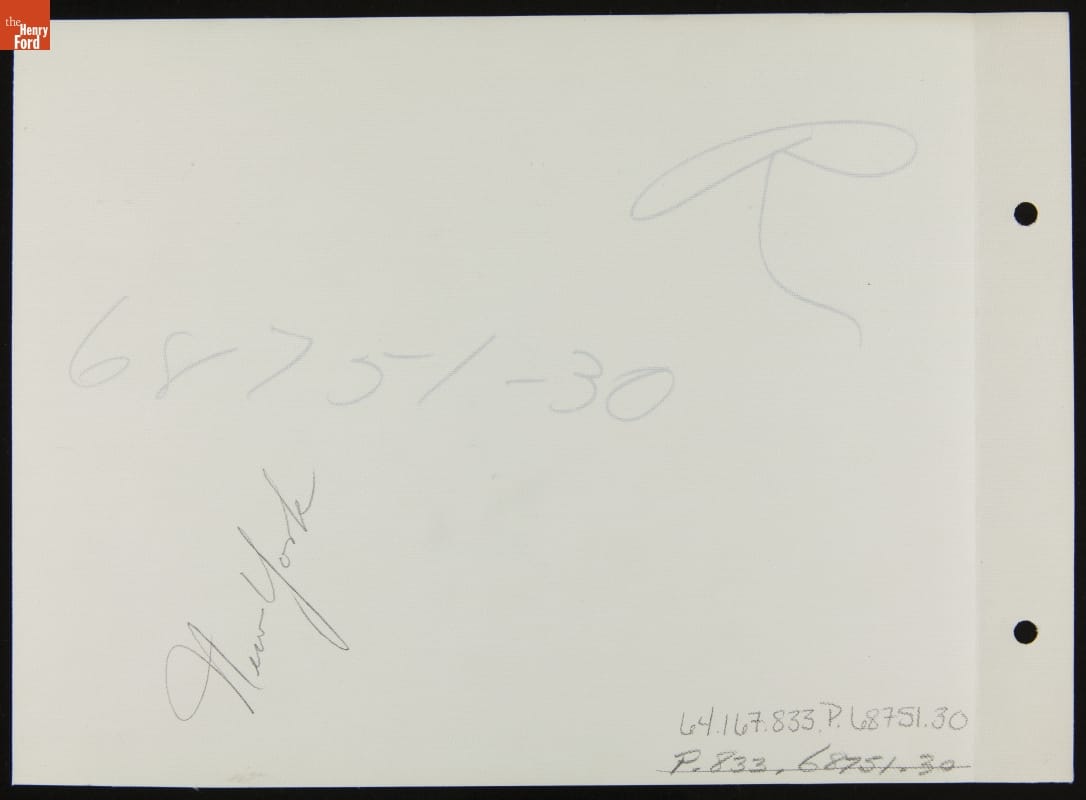 the
Henry
Ford
R
68751-30
New York
64.167.833.P.68751.30
P.833.68751.30